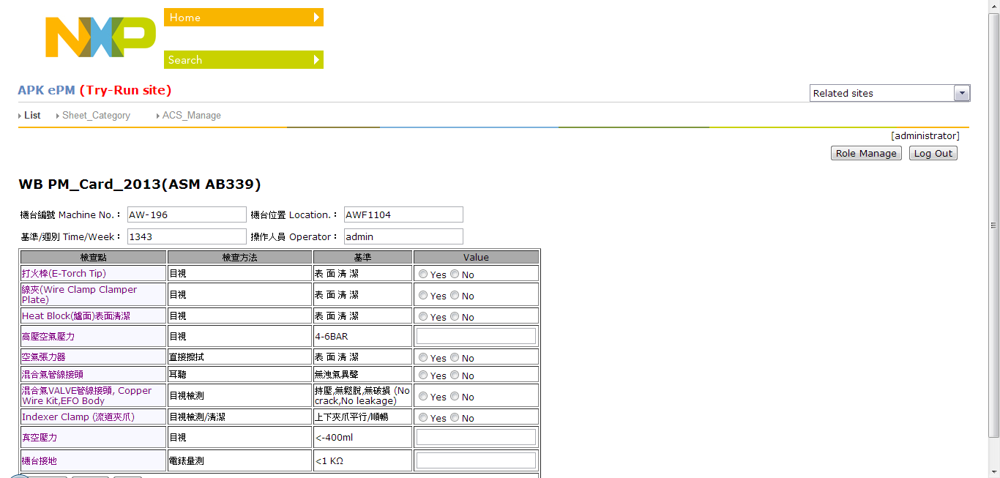 NXP
Home
Search
APK ePM (Try-Run site)
Related sites
List Sheet_Category ACS_Manage
[administrator]
Role Manage Log Out
WB PM_Card_2013(ASM AB339)
機台編號 Machine No.： AW-196 機台位置 Location.： AWF1104
基準/週別 Time/Week： 1343 操作人員 Operator： admin
檢查點 檢查方法 基準 Value
打火棒(E-Torch Tip) 目視 表 面 清 潔 Yes No
線夾(Wire Clamp Clamper
Plate) 目視 表 面 清 潔 Yes No
Heat Block(爐面)表面清潔 目視 表 面 清 潔 Yes No
高壓空氣壓力 目視 4-6BAR
空氣張力器 直接擦拭 表 面 清 潔 Yes No
混合氣管線接頭 耳聽 無洩氣異聲 Yes No
混合氣VALVE管線接頭, Copper
Wire Kit,EFO Body 目視檢測 持壓,無鬆脫,無破損 (No
crack,No leakage) Yes No
Indexer Clamp (流道夾爪) 目視檢測/清潔 上下夾爪平行/順暢 Yes No
真空壓力 目視 <-400ml
機台接地 電錶量測 <1 KΩ